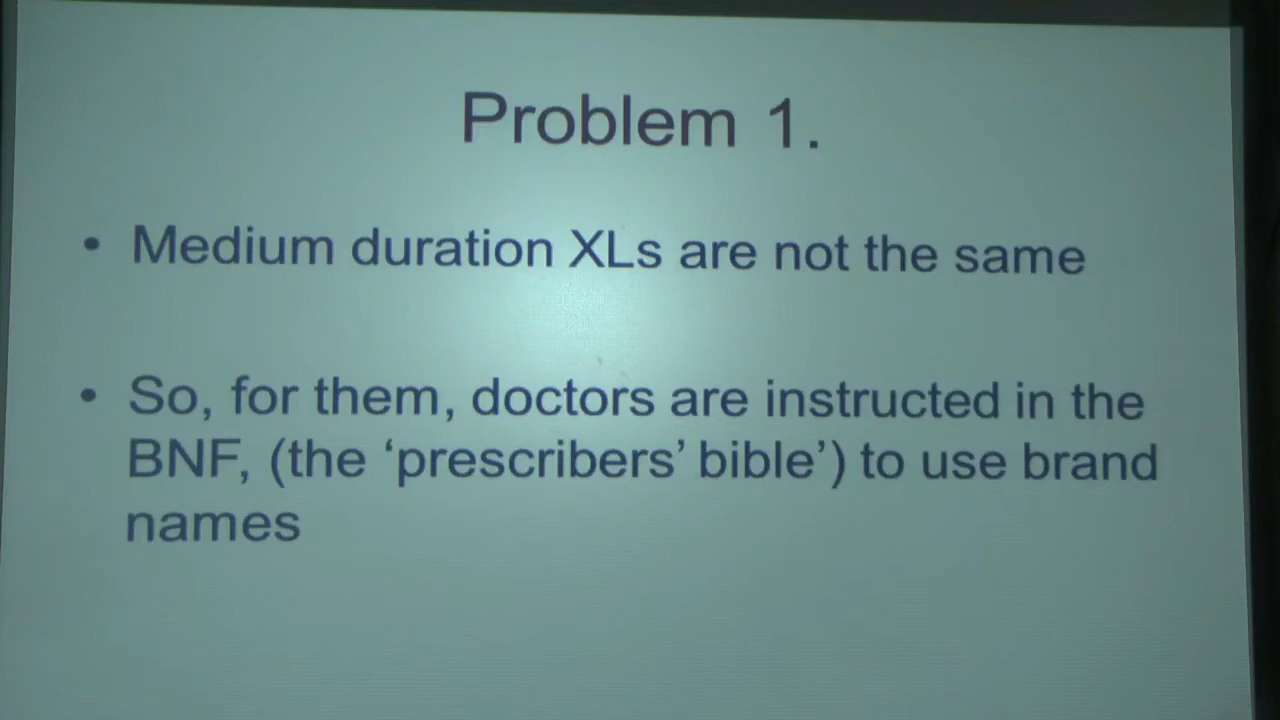 Problem 1.
• Medium duration XLs are not the same
• So, for them, doctors are instructed in the
BNF, (the ‘prescribers’ bible’) to use brand
names